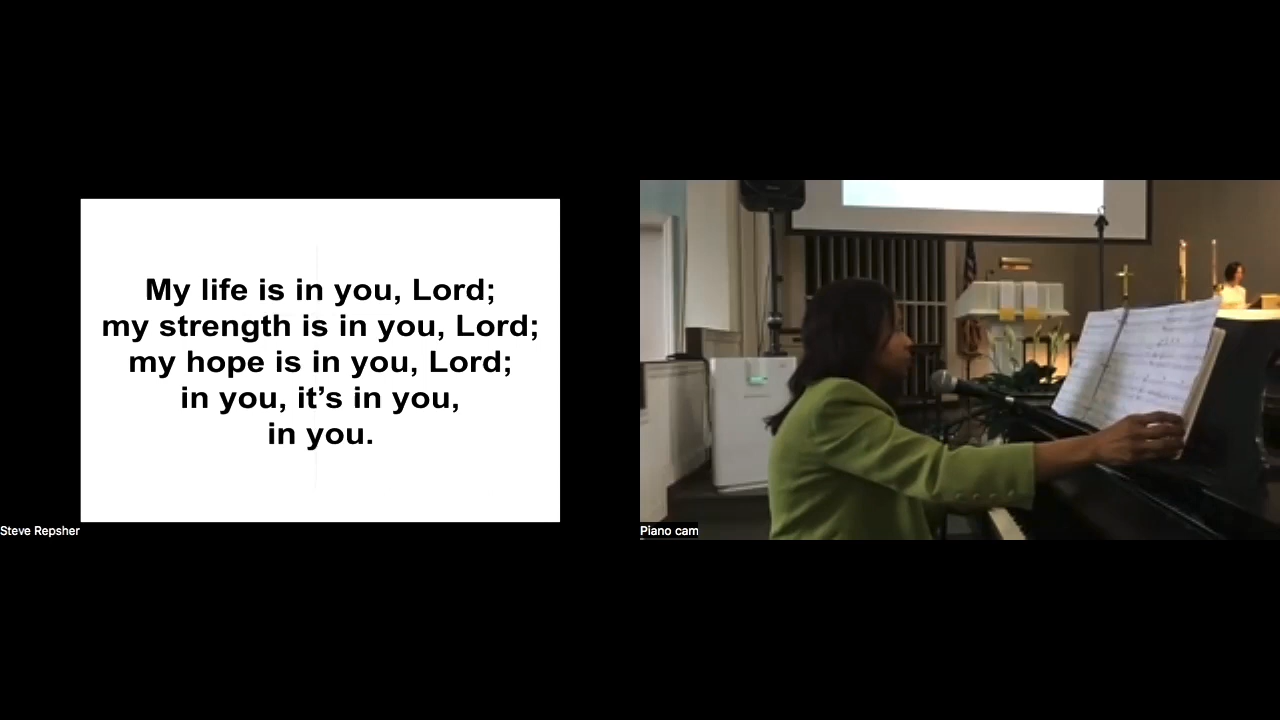 My life is in you, Lord;
my strength is in you, Lord;
my hope is in you, Lord;
in you, it’s in you,
in you.
Steve Repsher
Piano cam